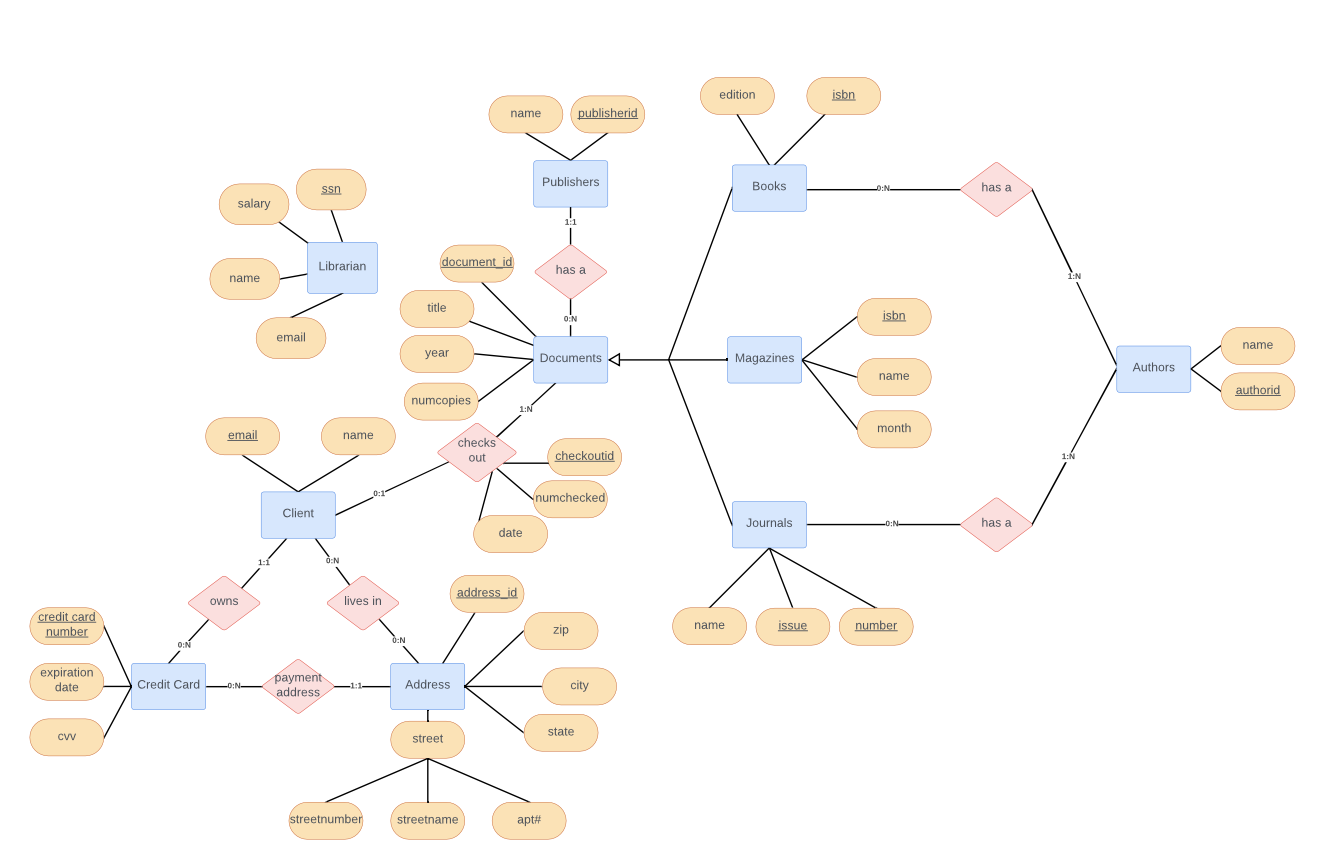 edition
isbn
name
publisherid
Publishers
Books
0:N
has a
ssn
salary
1:1
Librarian
name
document_id
has a
1:N
title
isbn
0:N
email
year
Documents
Magazines
name
Authors
name
authorid
numcopies
1:N
month
email
name
checks
out
checkoutid
1:N
0:1
numchecked
Client
date
Journals
0:N
has a
1:1
0:N
owns
lives in
address_id
credit card
number
name
issue
number
zip
0:N
0:N
expiration
date
Credit Card
0:N
payment
address
1:1
Address
city
cvv
street
state
streetnumber
streetname
apt#